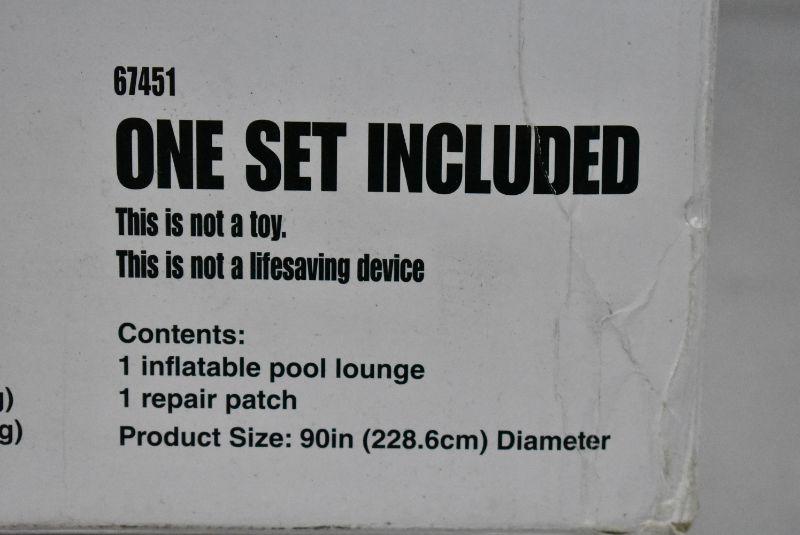 67451
ONE SET INCLUDED
This is not a toy.
This is not a lifesaving device
Contents:
1 inflatable pool lounge
1 repair patch
)
g)
Product Size: 90in (228.6cm) Diameter